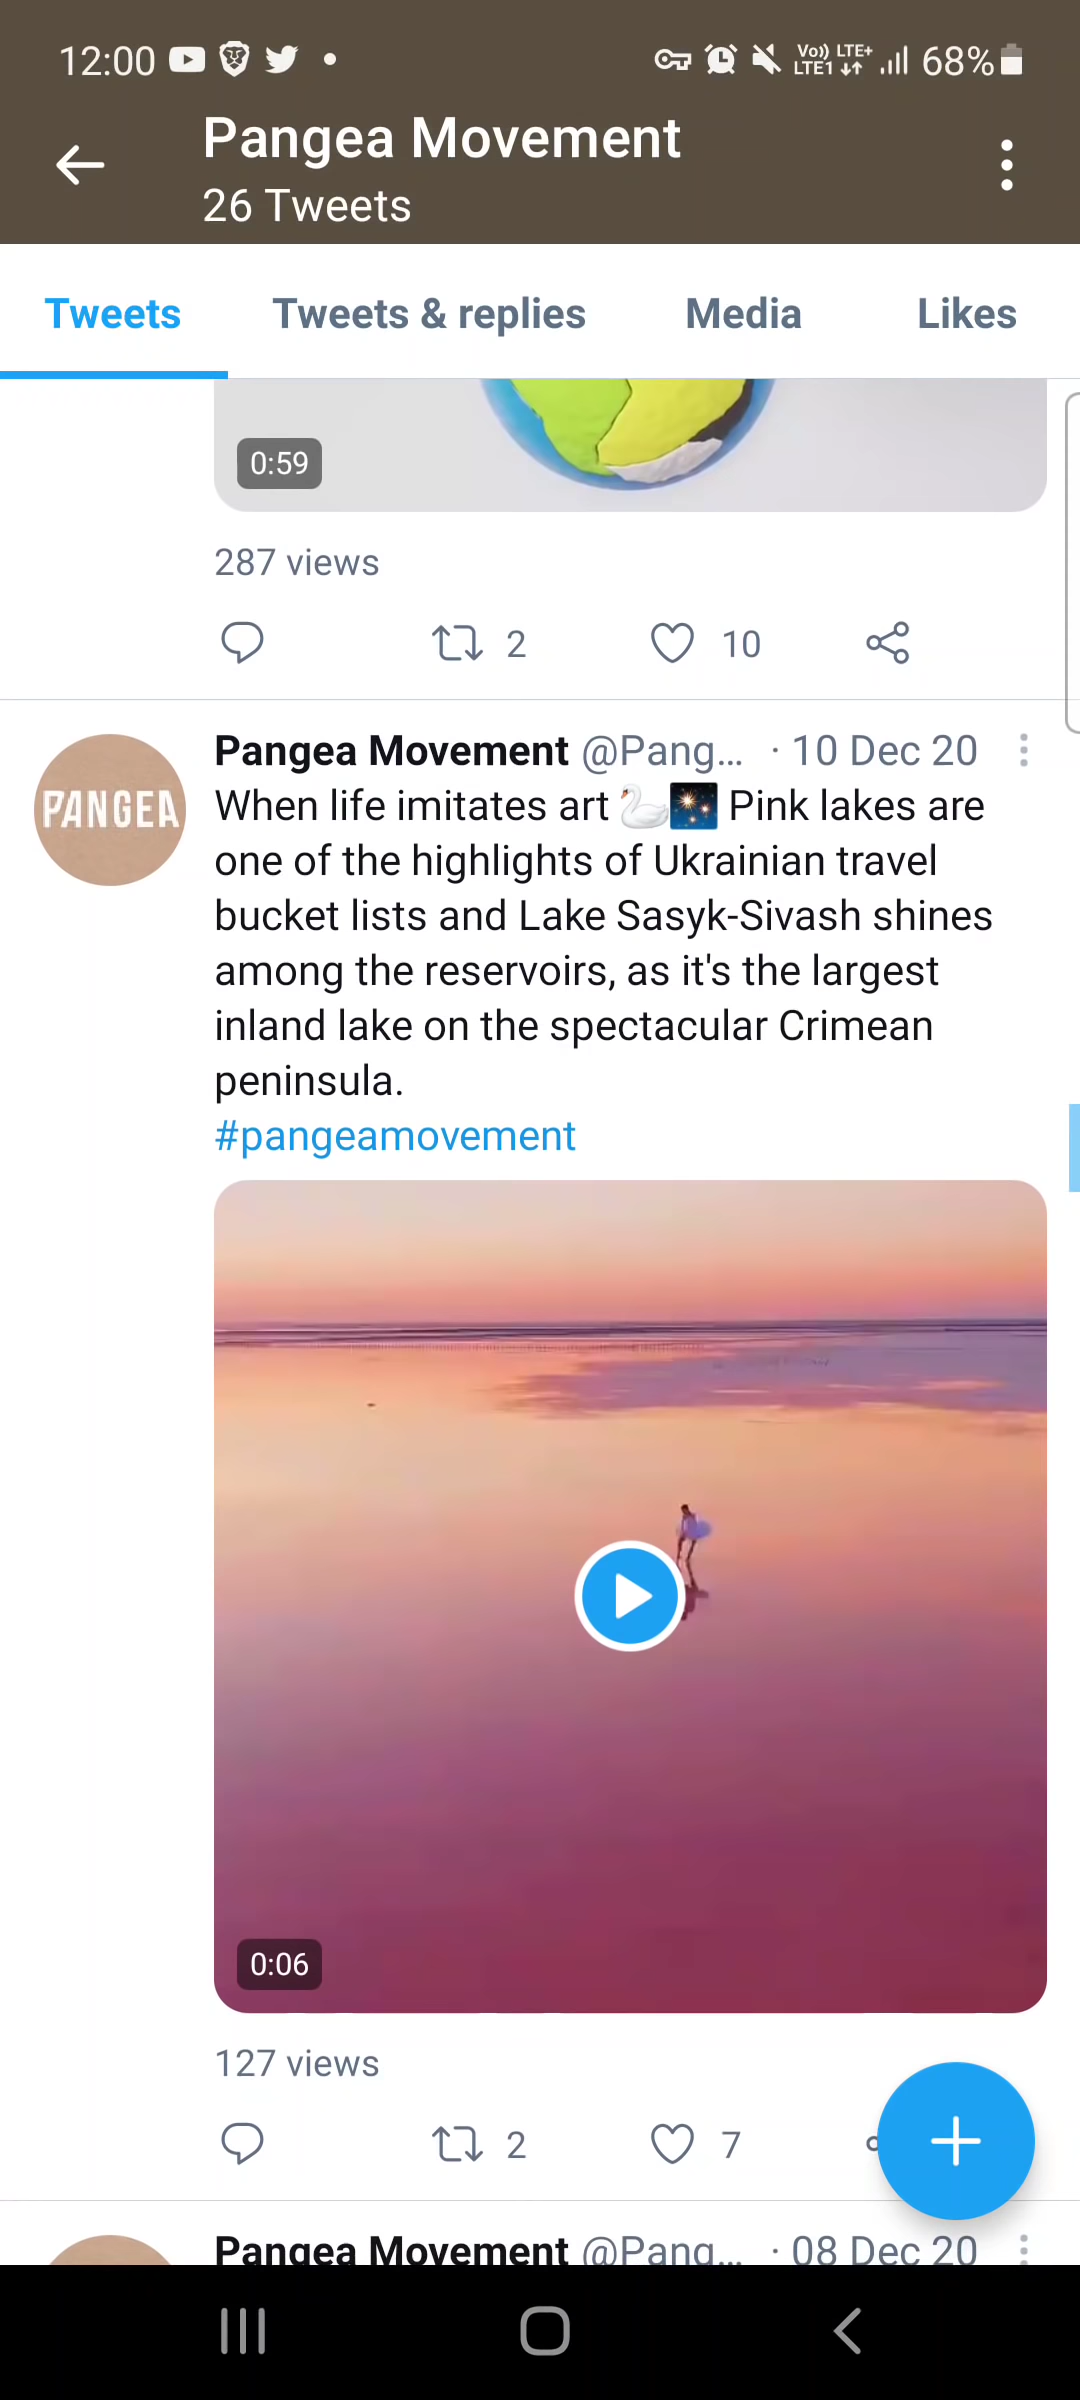 12:00
Vo)) LTE+
LTE1
68%
Pangea Movement
26 Tweets
Tweets
Tweets & replies
Media
Likes
0:59
287 views
2
10
PANGEA
Pangea Movement @Pang... · 10 Dec 20
When life imitates art 🦢🎇 Pink lakes are
one of the highlights of Ukrainian travel
bucket lists and Lake Sasyk-Sivash shines
among the reservoirs, as it's the largest
inland lake on the spectacular Crimean
peninsula.
#pangeamovement
0:06
127 views
2
7
Pangea Movement @Pang... · 08 Dec 20